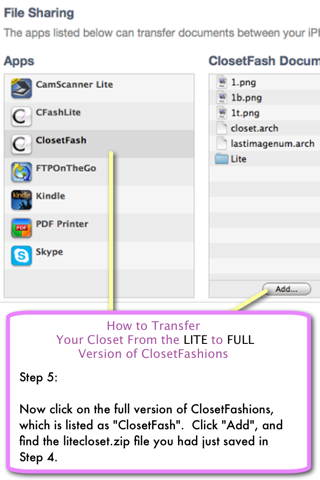 File Sharing
The apps listed below can transfer documents between your iPh
Apps
CamScanner Lite
CFashLite
ClosetFash
FTPOnTheGo
Kindle
PDF Printer
Skype
ClosetFash Docum
1.png
1b.png
1t.png
closet.arch
lastimagenum.arch
Lite
Add...
How to Transfer
Your Closet From the LITE to FULL
Version of ClosetFashions
Step 5:
Now click on the full version of ClosetFashions,
which is listed as "ClosetFash". Click "Add", and
find the litecloset.zip file you had just saved in
Step 4.